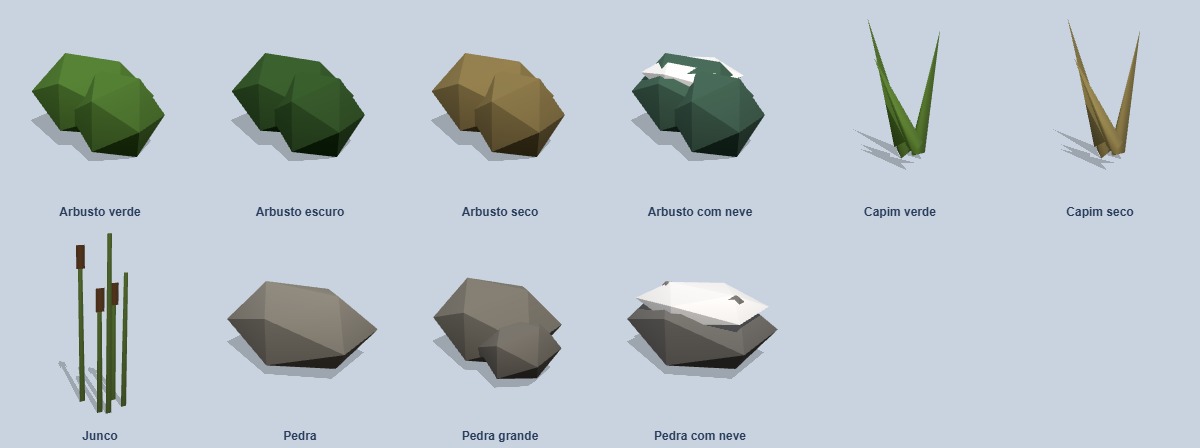 Arbusto verde
Arbusto escuro
Arbusto seco
Arbusto com neve
Capim verde
Capim seco
Junco
Pedra
Pedra grande
Pedra com neve